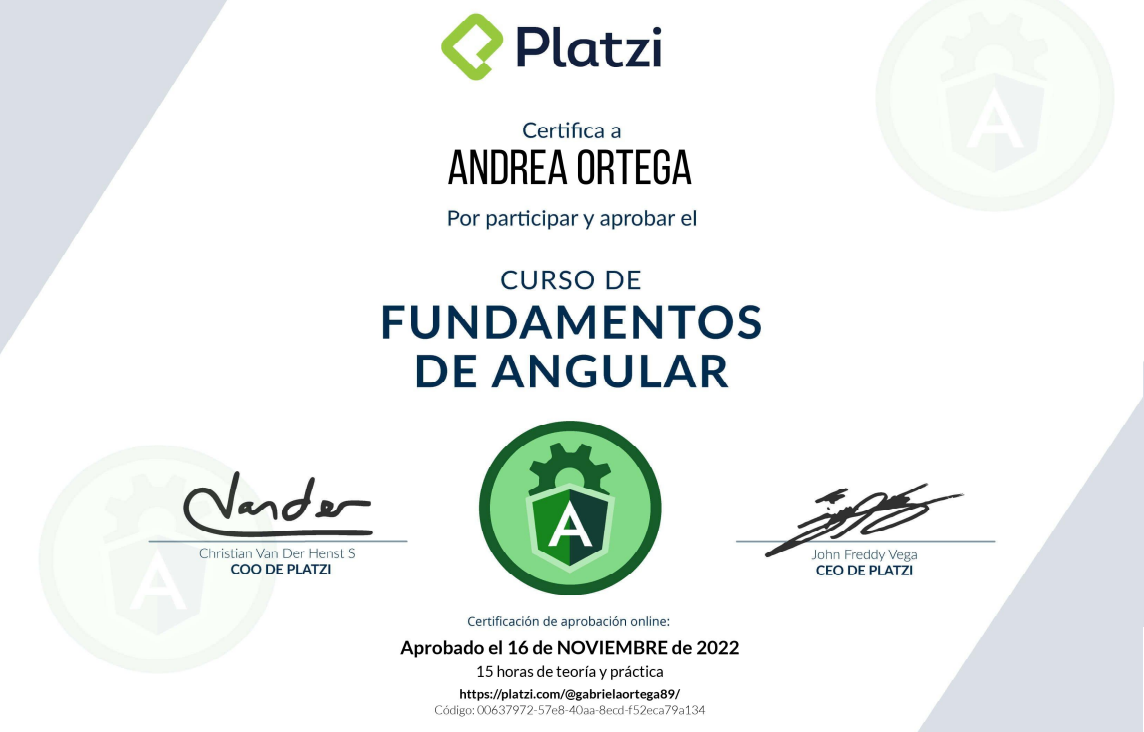 Platzi
Certifica a
ANDREA ORTEGA
Por participar y aprobar el
CURSO DE
FUNDAMENTOS
DE ANGULAR
A
A
Vander
A
A
Christian Van Der Henst S
COO DE PLATZI
John Freddy Vega
CEO DE PLATZI
Certificación de aprobación online:
Aprobado el 16 de NOVIEMBRE de 2022
15 horas de teoría y práctica
https://platzi.com/@gabrielaortega89/
Código: 00637972-57e8-40aa-8ecd-f52eca79a134